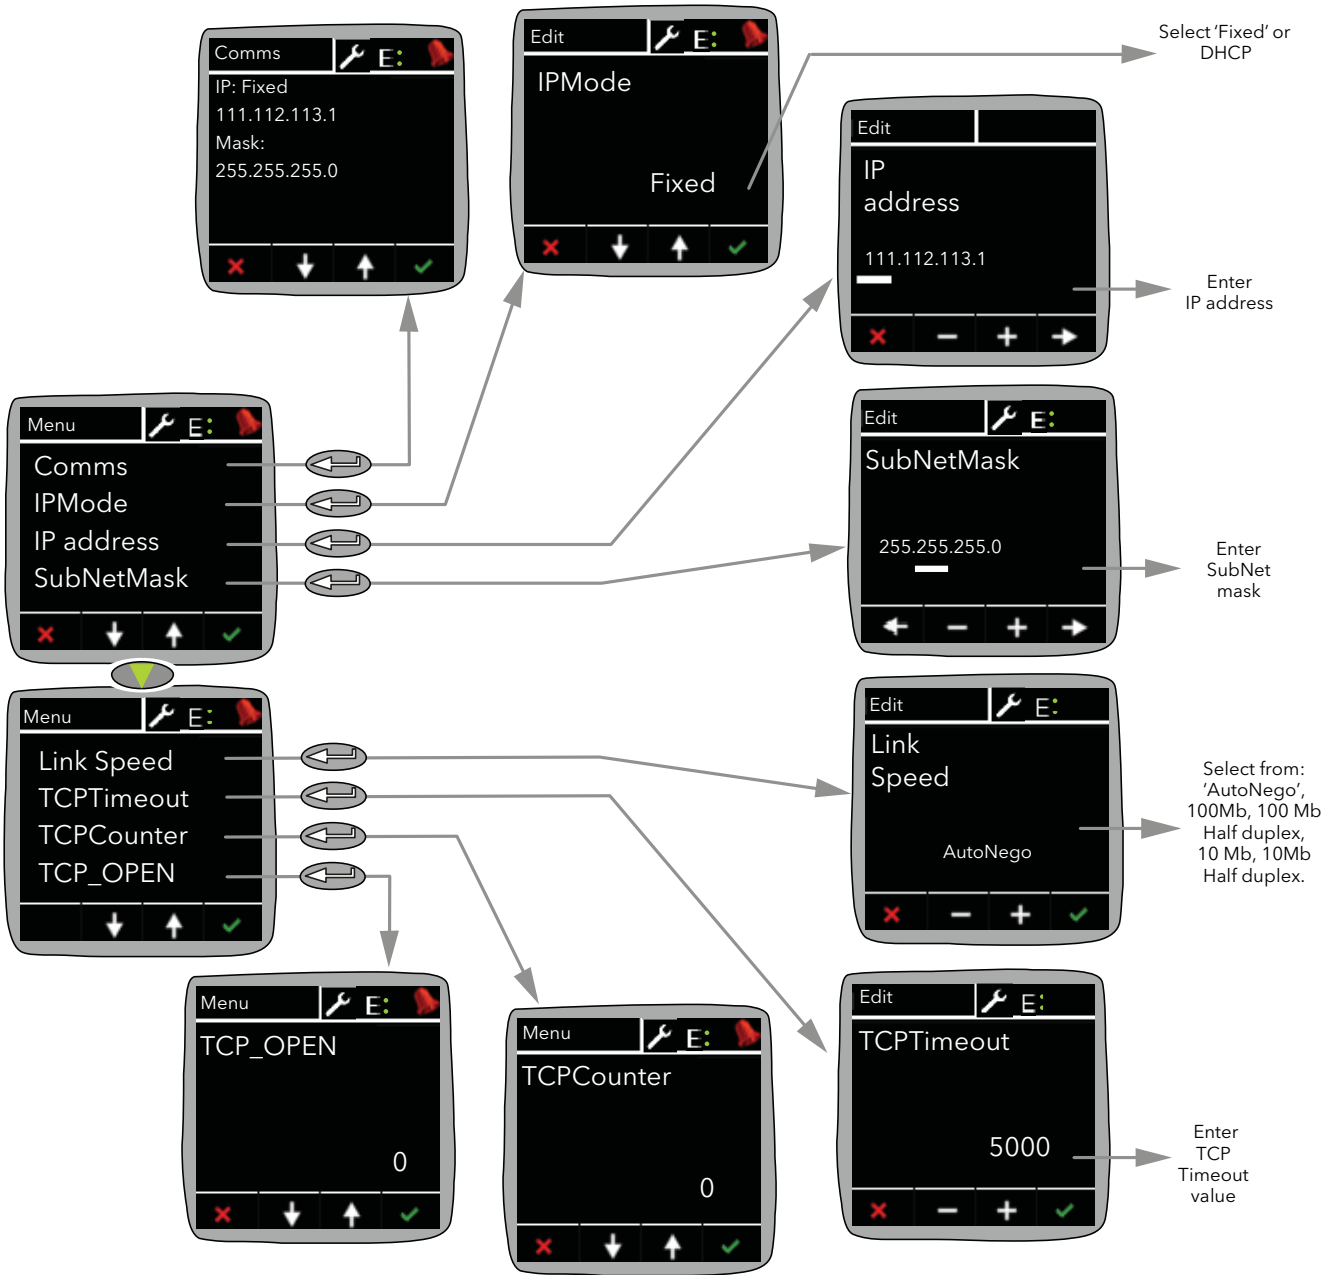 Comms
E:
IP: Fixed
111.112.113.1
Mask:
255.255.255.0
Edit
E:
IPMode
Fixed
Select 'Fixed' or
DHCP
Edit
IP
address
111.112.113.1
Enter
IP address
Menu
E:
Comms
IPMode
IP address
SubNetMask
Edit
E:
SubNetMask
255.255.255.0
Enter
SubNet
mask
Menu
E:
Link Speed
TCPTimeout
TCPCounter
TCP_OPEN
Edit
E:
Link
Speed
AutoNego
Select from:
'AutoNego',
100Mb, 100 Mb
Half duplex,
10 Mb, 10Mb
Half duplex.
Menu
E:
TCP_OPEN
0
Menu
E:
TCPCounter
0
Edit
E:
TCPTimeout
5000
Enter
TCP
Timeout
value